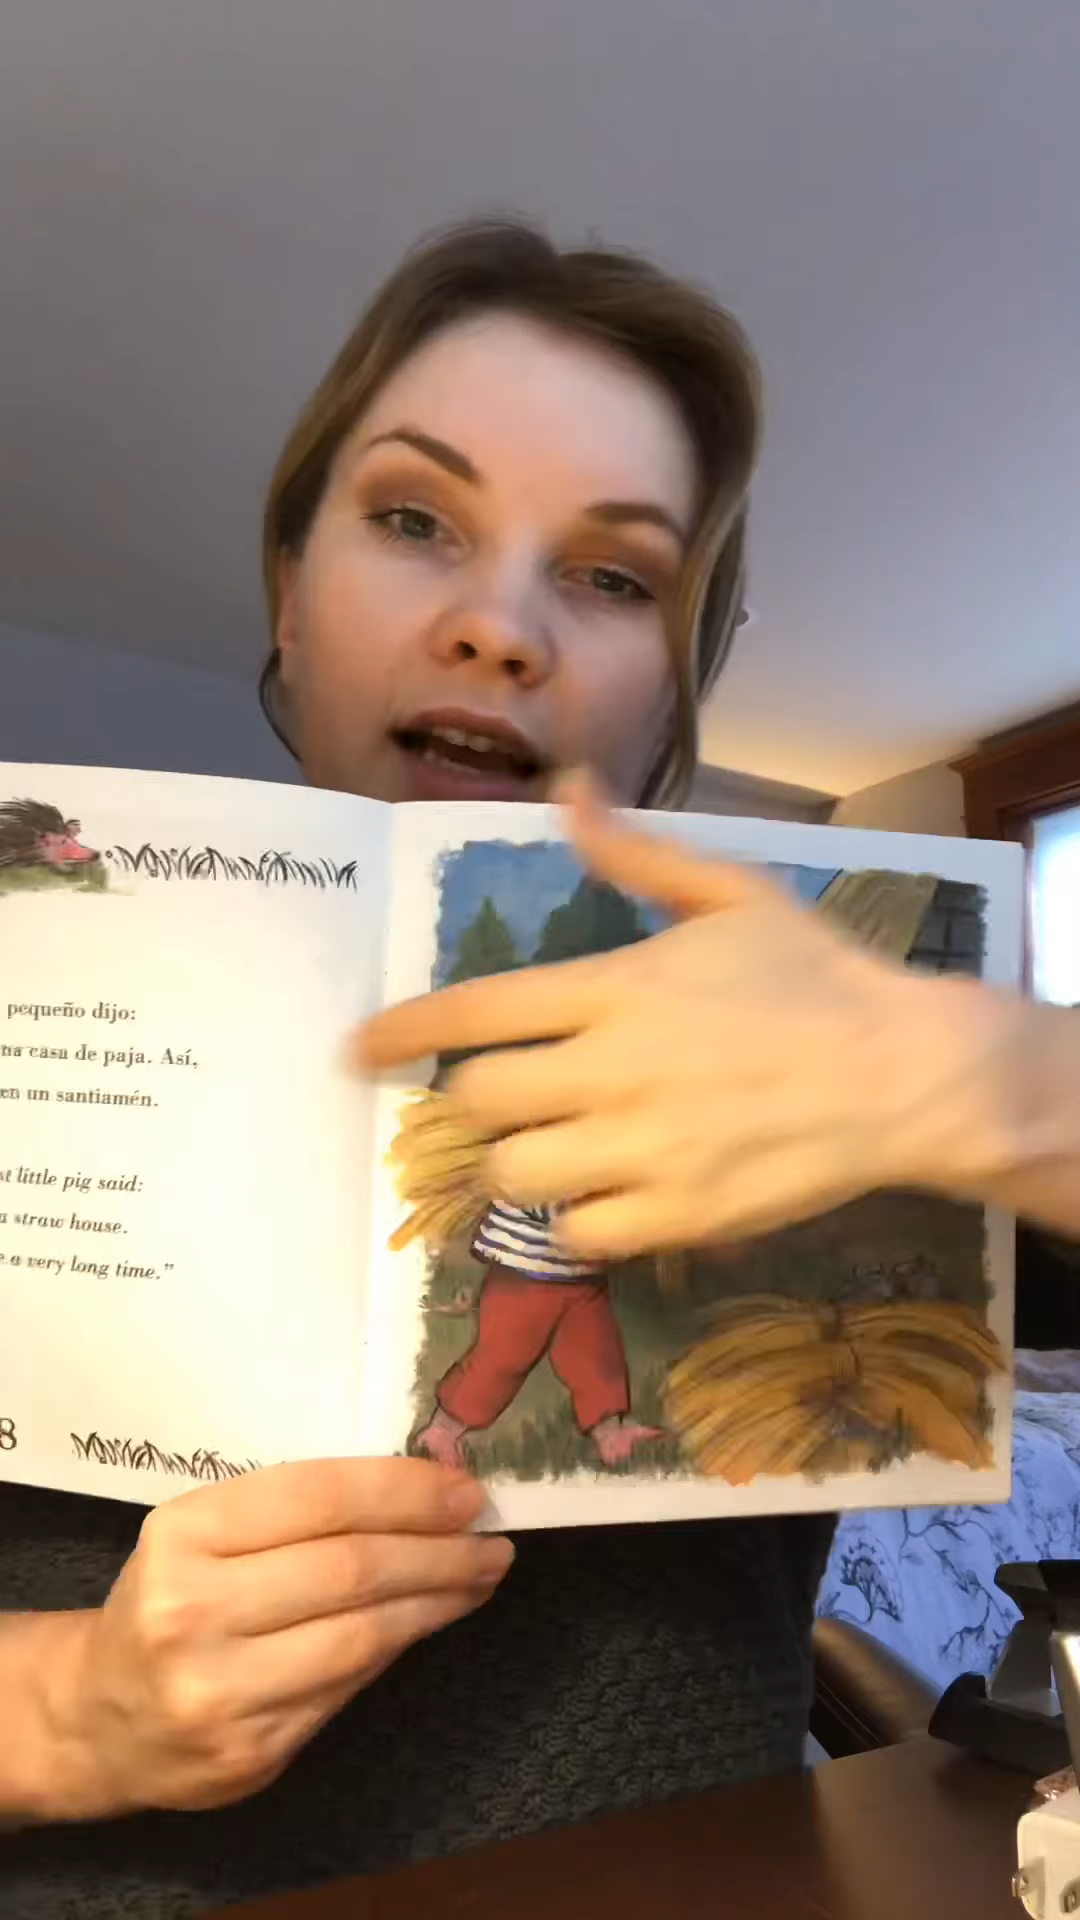 pequeño dijo:
na casa de paja. Así,
en un santiamén.
st little pig said:
a straw house.
e a very long time.”
8